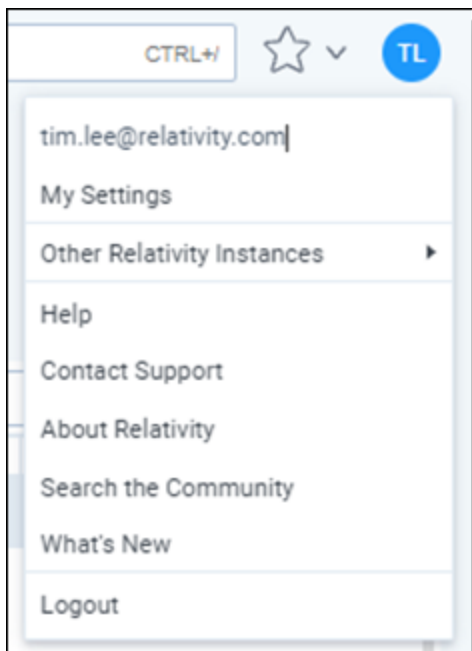 CTRL+/
TL
tim.lee@relativity.com
My Settings
Other Relativity Instances
Help
Contact Support
About Relativity
Search the Community
What's New
Logout